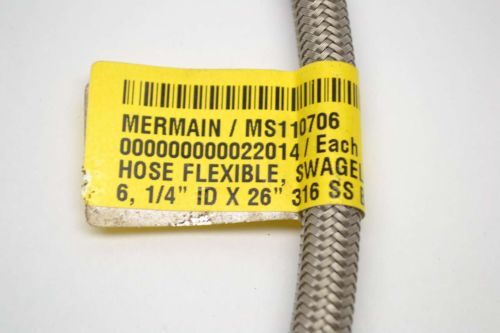 MERMAIN / MS110706
000000000022014 / Each
HOSE FLEXIBLE, SWAGEL
6, 1/4" ID X 26" 316 SS